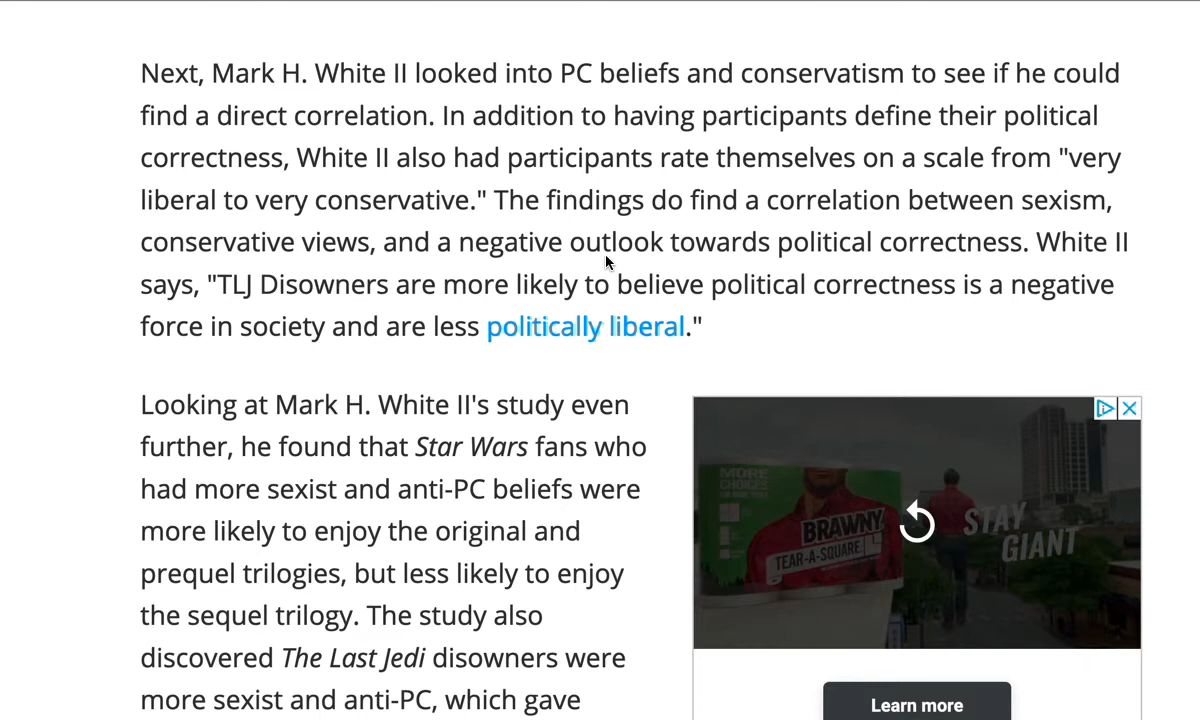 Next, Mark H. White II looked into PC beliefs and conservatism to see if he could
find a direct correlation. In addition to having participants define their political
correctness, White II also had participants rate themselves on a scale from "very
liberal to very conservative." The findings do find a correlation between sexism,
conservative views, and a negative outlook towards political correctness. White II
says, "TLJ Disowners are more likely to believe political correctness is a negative
force in society and are less politically liberal."
Looking at Mark H. White II's study even
further, he found that Star Wars fans who
had more sexist and anti-PC beliefs were
more likely to enjoy the original and
prequel trilogies, but less likely to enjoy
the sequel trilogy. The study also
discovered The Last Jedi disowners were
more sexist and anti-PC, which gave
MORE
CHOICES
BRAWNY
TEAR-A-SQUARE
STAY
GIANT
Learn more